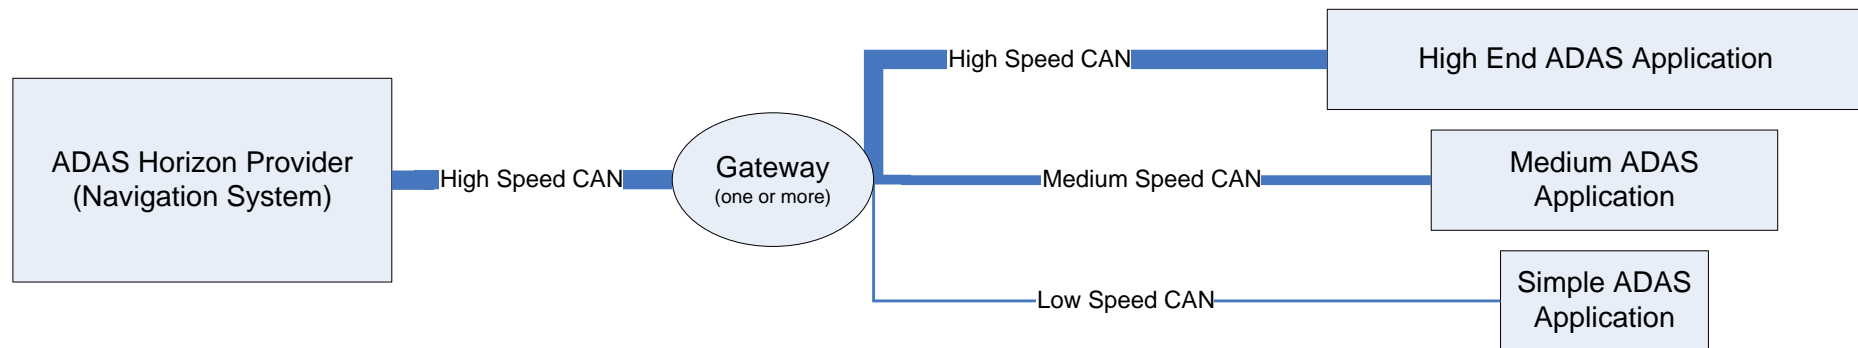 ADAS Horizon Provider
(Navigation System)
High Speed CAN
Gateway
(one or more)
High Speed CAN
High End ADAS Application
Medium Speed CAN
Medium ADAS
Application
Low Speed CAN
Simple ADAS
Application